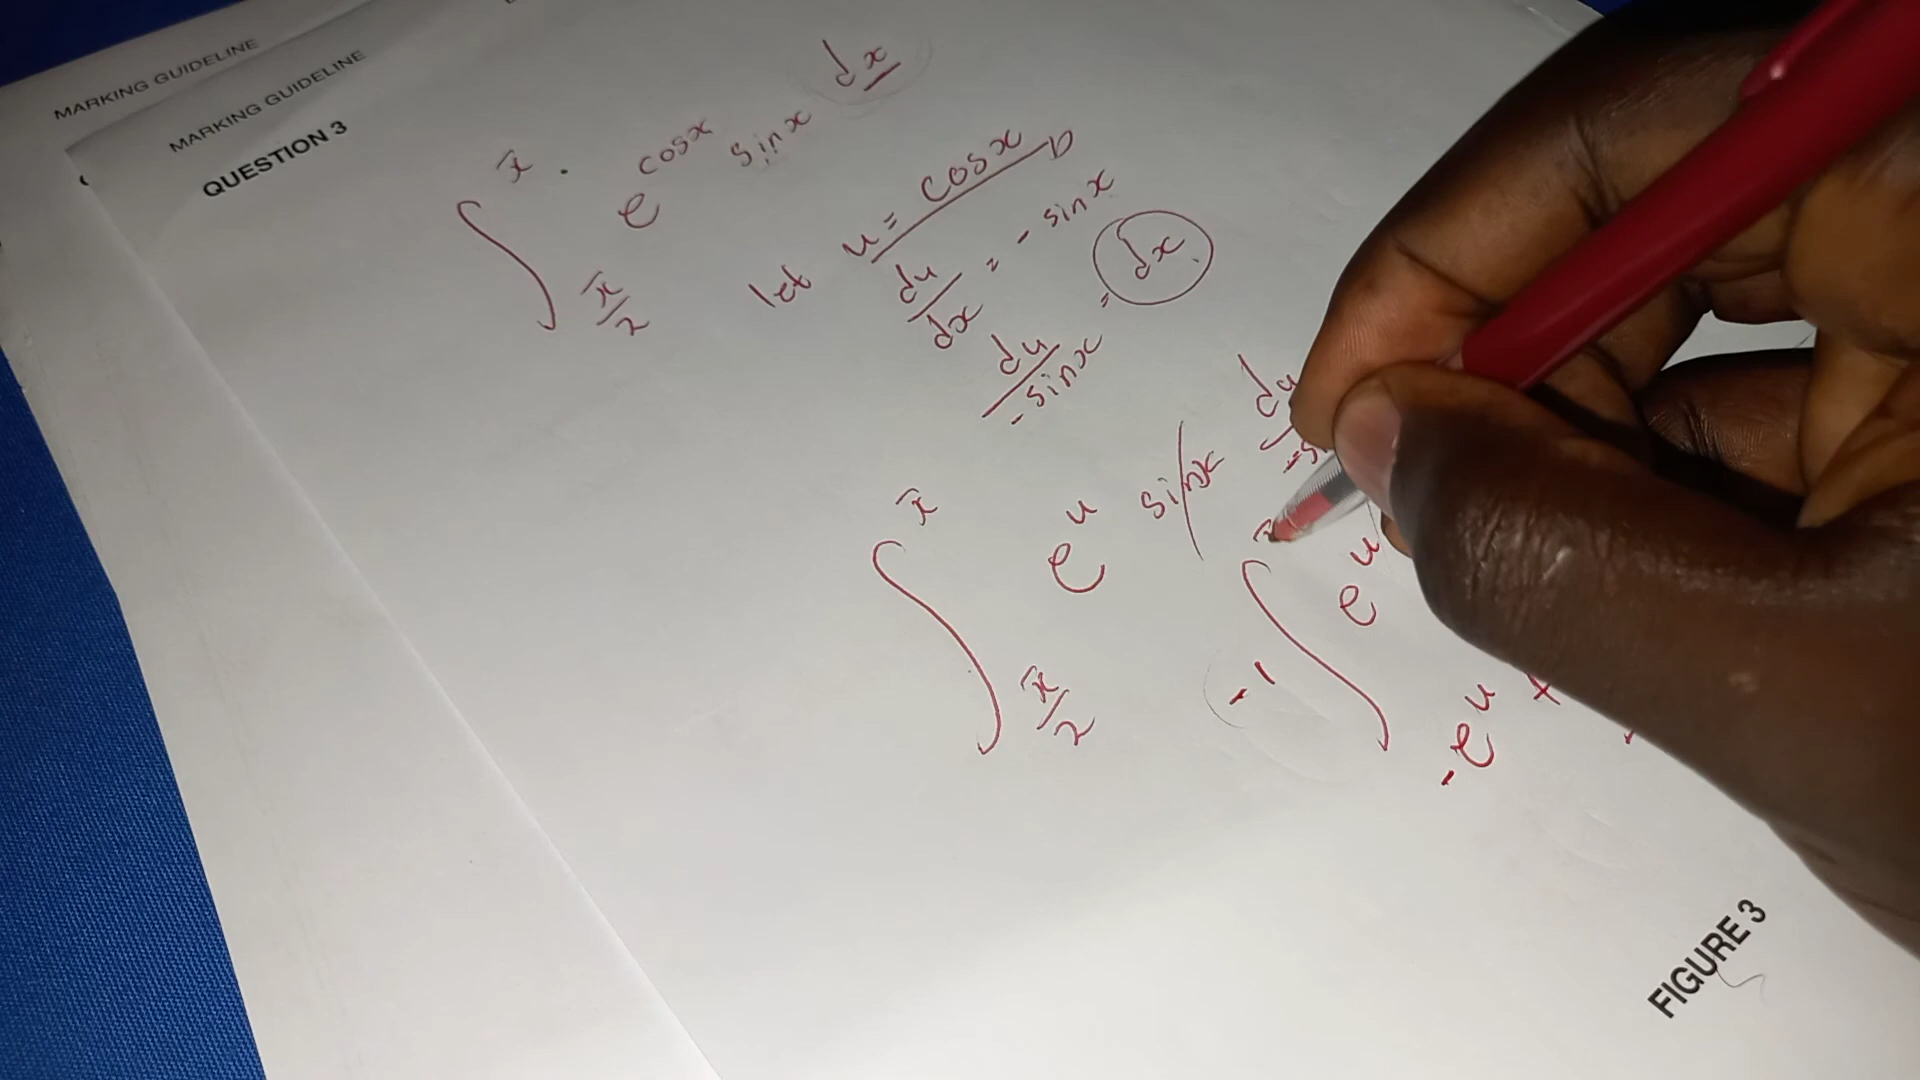 MARKING GUIDELINE
MARKING GUIDELINE
QUESTION 3
∫_{π/2}^{π} e^{cosx} sinx dx
let u = cosx
du/dx = - sinx
du/-sinx = dx
∫_{π/2}^{π} e^u sinx du
-1 ∫^{π} e^u
-e^u +
FIGURE 3